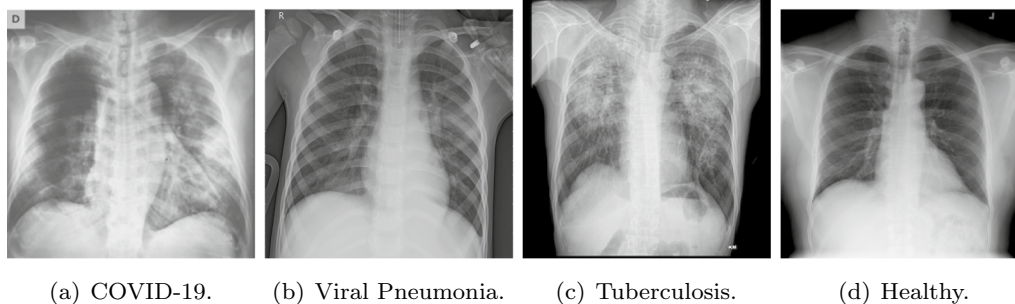 D
R
(a) COVID-19.
(b) Viral Pneumonia.
(c) Tuberculosis.
(d) Healthy.